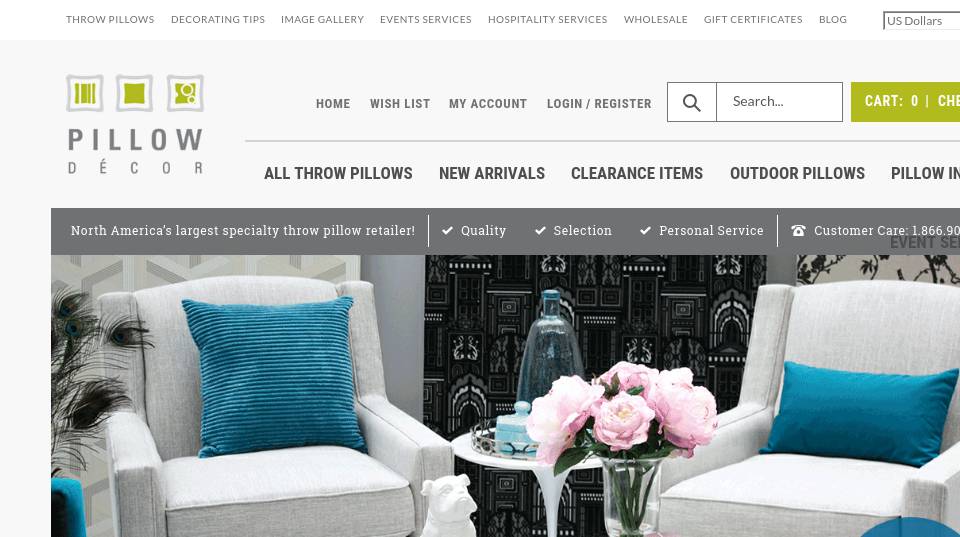 THROW PILLOWS DECORATING TIPS IMAGE GALLERY EVENTS SERVICES HOSPITALITY SERVICES WHOLESALE GIFT CERTIFICATES BLOG US Dollars
HOME WISH LIST MY ACCOUNT LOGIN / REGISTER Search... CART: 0 | CHE
PILLOW
DÉCOR
ALL THROW PILLOWS NEW ARRIVALS CLEARANCE ITEMS OUTDOOR PILLOWS PILLOW IN
North America's largest specialty throw pillow retailer! Quality Selection Personal Service Customer Care: 1.866.90
EVENT SE